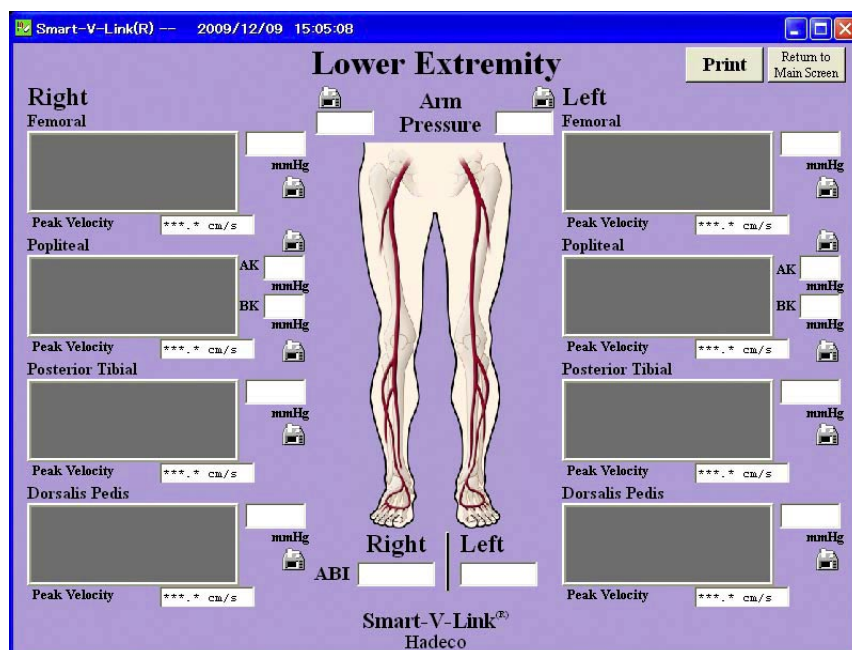 Smart-V-Link(R) -- 2009/12/09 15:05:08
Lower Extremity
Print
Return to
Main Screen
Right
Femoral
mmHg
Peak Velocity ***.* cm/s
Popliteal
AK
mmHg
BK
mmHg
Peak Velocity ***.* cm/s
Posterior Tibial
mmHg
Peak Velocity ***.* cm/s
Dorsalis Pedis
mmHg
Peak Velocity ***.* cm/s
Arm
Pressure
Right Left
ABI
Smart-V-Link(R)
Hadeco
Left
Femoral
mmHg
Peak Velocity ***.* cm/s
Popliteal
AK
mmHg
BK
mmHg
Peak Velocity ***.* cm/s
Posterior Tibial
mmHg
Peak Velocity ***.* cm/s
Dorsalis Pedis
mmHg
Peak Velocity ***.* cm/s